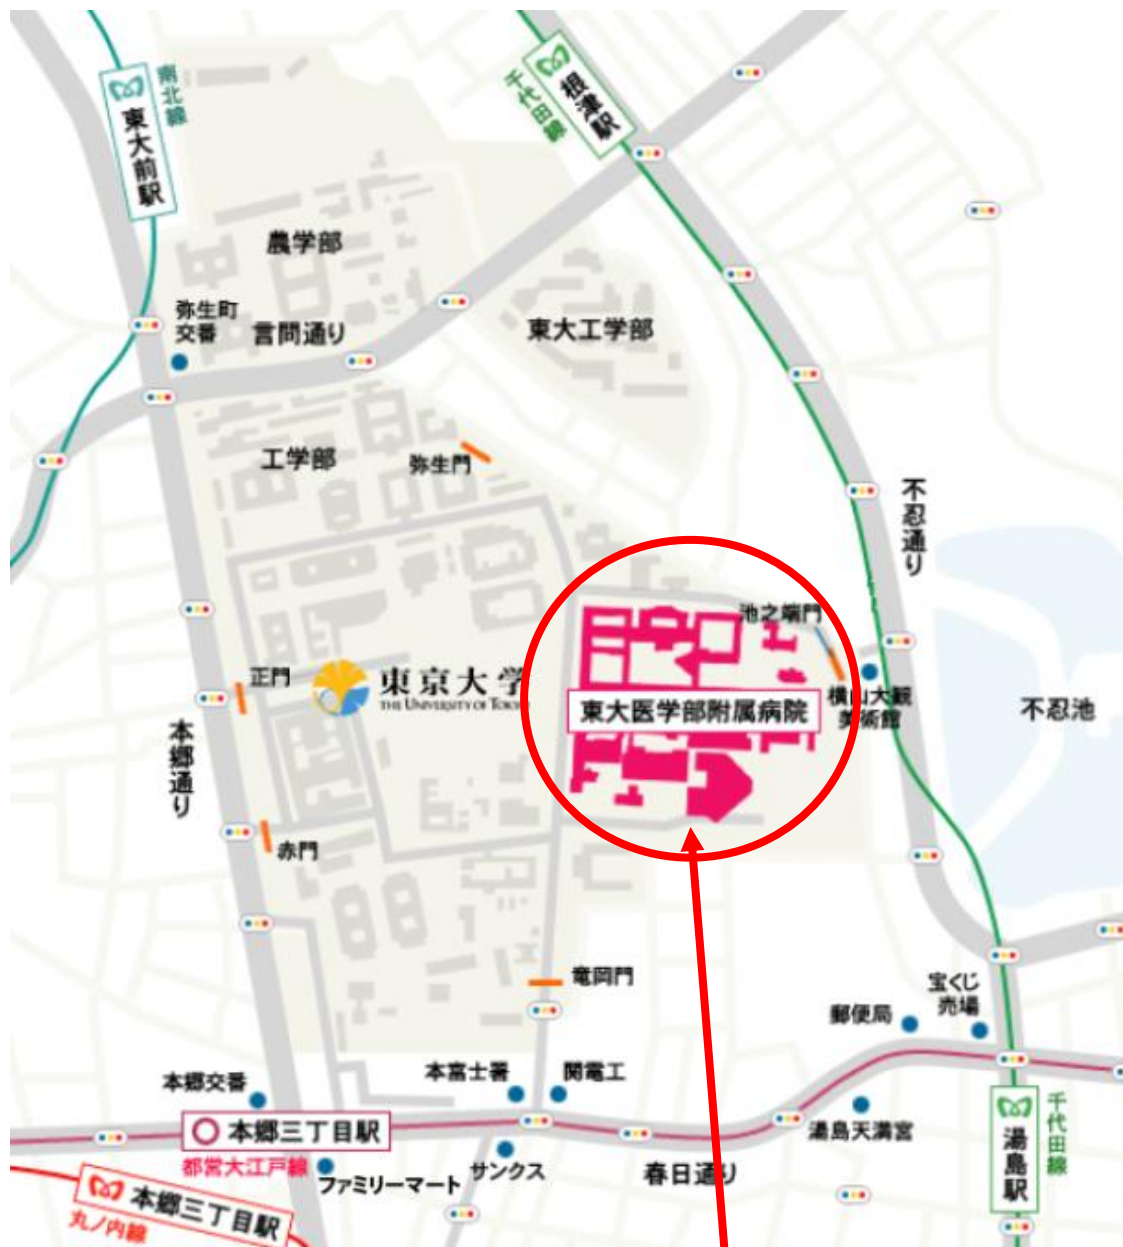 南北線
東大前駅
千代田線
根津駅
農学部
弥生町
交番
言問通り
東大工学部
工学部
弥生門
不忍通り
池之端門
正門
東京大学
THE UNIVERSITY OF TOKYO
東大医学部附属病院
横山大観
美術館
不忍池
本郷通り
赤門
竜岡門
宝くじ
売場
郵便局
本富士署
関電工
本郷交番
本郷三丁目駅
都営大江戸線
湯島天満宮
千代田線
湯島駅
サンクス
春日通り
ファミリーマート
本郷三丁目駅
丸ノ内線